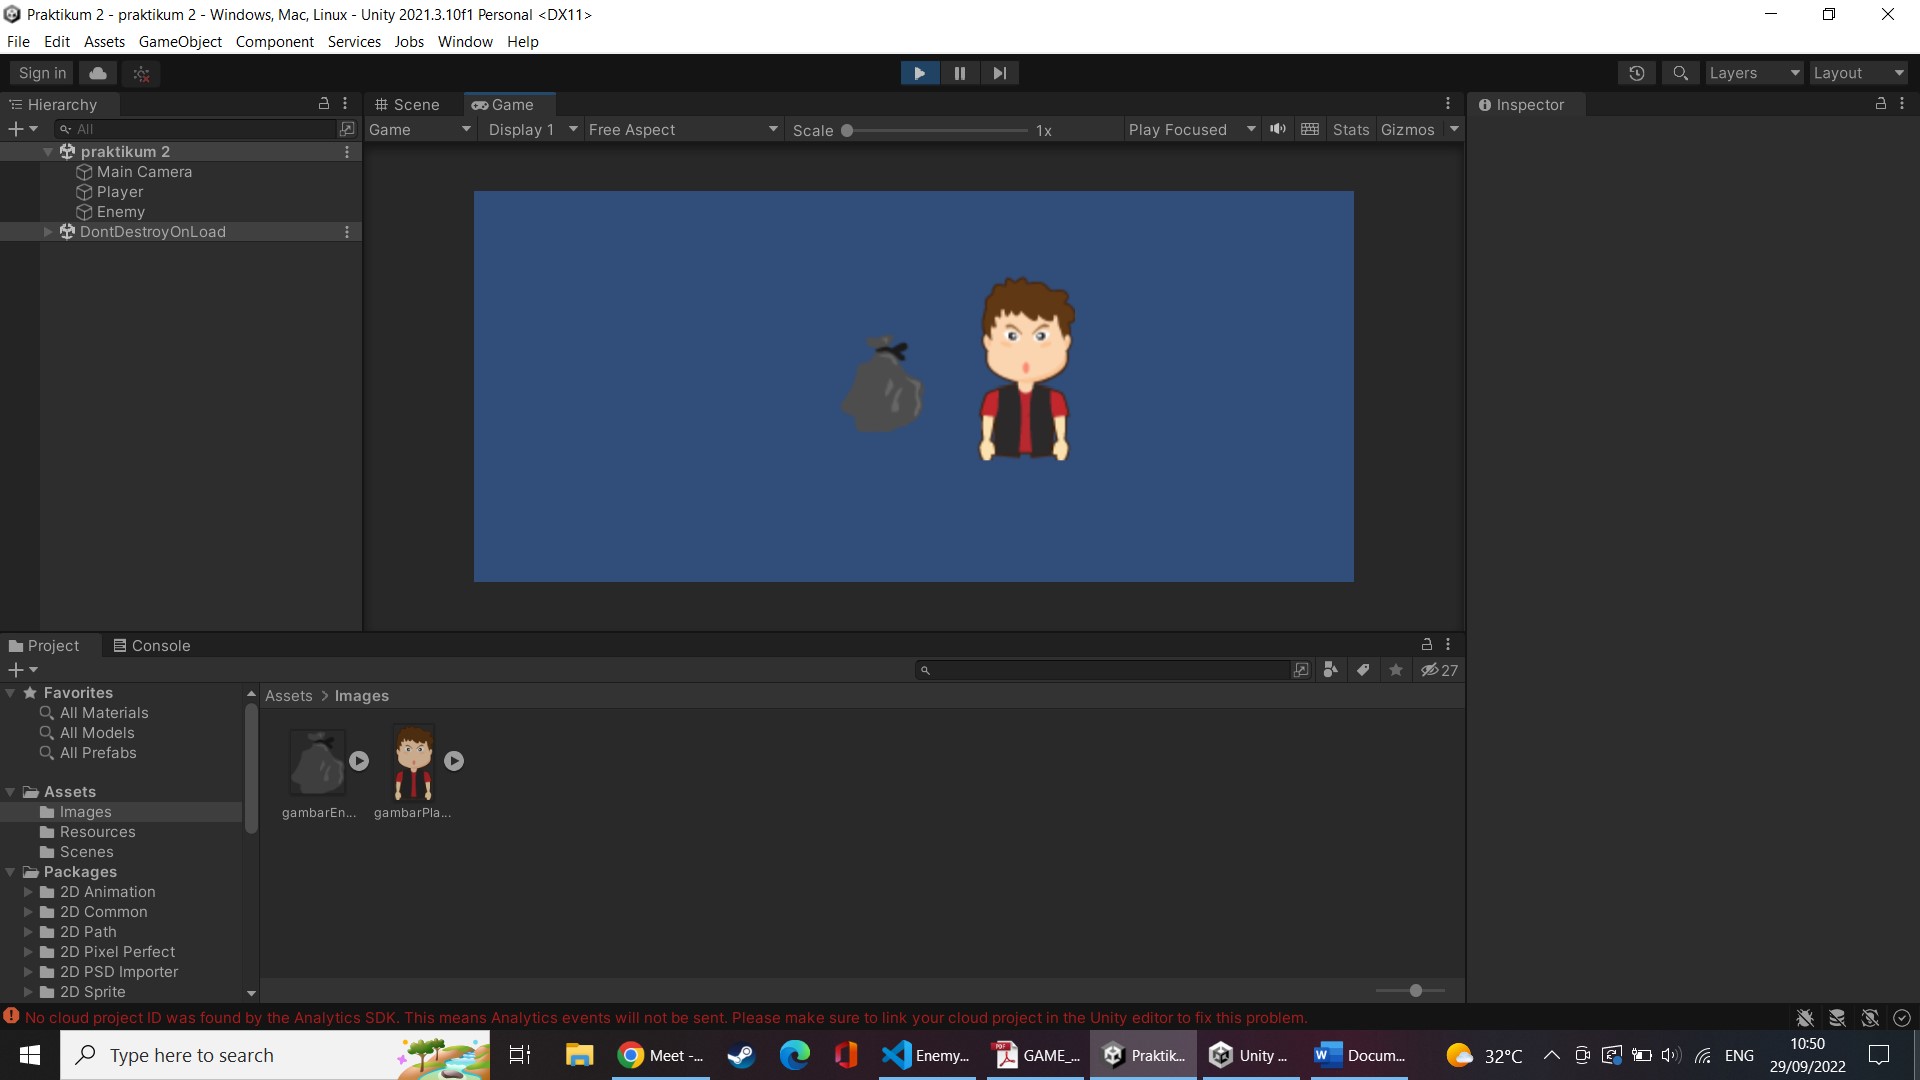 Praktikum 2 - praktikum 2 - Windows, Mac, Linux - Unity 2021.3.10f1 Personal <DX11>
File Edit Assets GameObject Component Services Jobs Window Help
Sign in Layers Layout
Hierarchy Scene Game Inspector
All Game Display 1 Free Aspect Scale 1x Play Focused Stats Gizmos
praktikum 2
Main Camera
Player
Enemy
DontDestroyOnLoad
Project Console
27
Favorites Assets > Images
All Materials
All Models
All Prefabs
Assets
Images gambarEn... gambarPla...
Resources
Scenes
Packages
2D Animation
2D Common
2D Path
2D Pixel Perfect
2D PSD Importer
2D Sprite
No cloud project ID was found by the Analytics SDK. This means Analytics events will not be sent. Please make sure to link your cloud project in the Unity editor to fix this problem.
Type here to search Meet -... Enemy... GAME_... Praktik... Unity ... Docum... 32°C ENG 10:50
29/09/2022